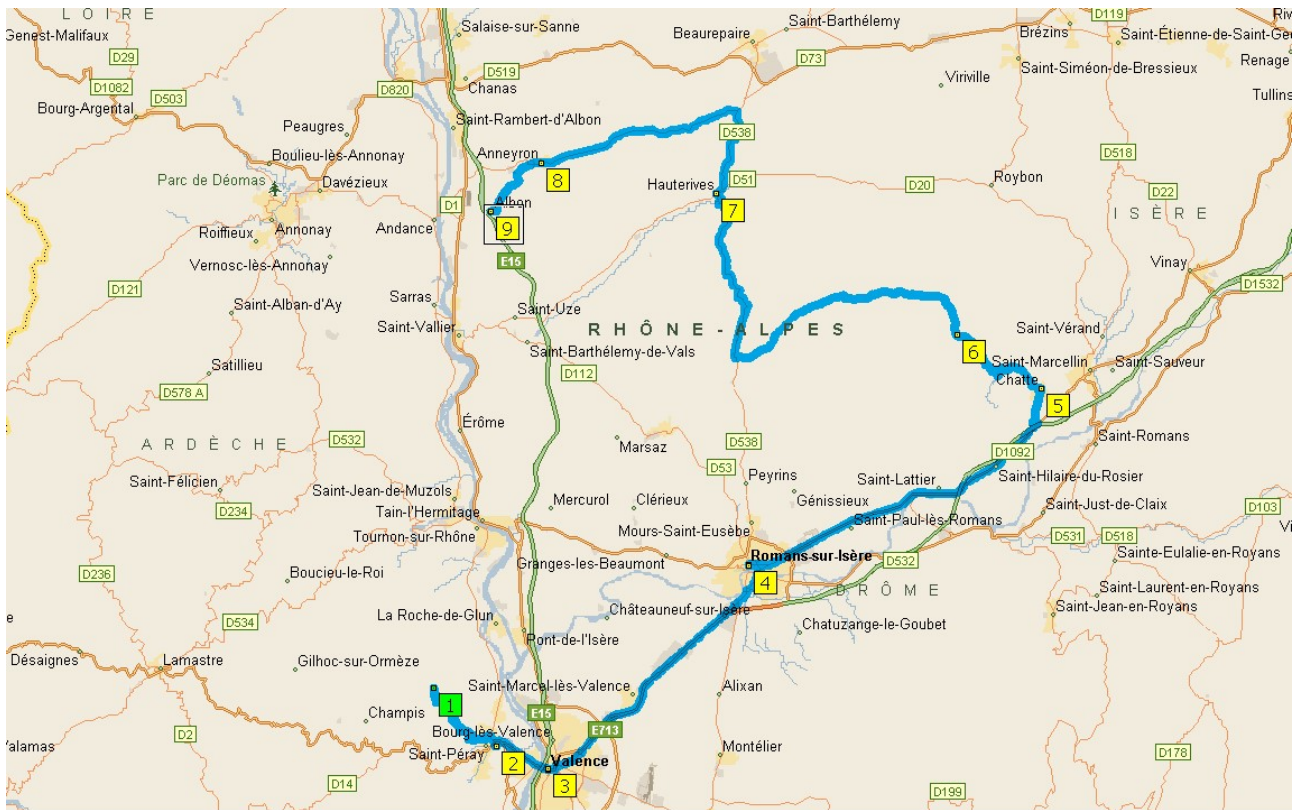 L O I R E
D119
Riv
Genest-Malifaux
Salaise-sur-Sanne
Saint-Barthélemy
Beaurepaire
Brézins
Saint-Étienne-de-Saint-Geo
D29
D73
Renage
D519
Saint-Siméon-de-Bressieux
D1082
D820
Chanas
Viriville
D503
Tullins
Bourg-Argental
Peaugres
Saint-Rambert-d'Albon
D538
Boulieu-lès-Annonay
Anneyron
D518
8
Parc de Déomas
Davézieux
Hauterives
D51
D20
Roybon
D22
D1
Albon
7
I S È R E
Roiffieux
Annonay
Andance
9
Vernosc-lès-Annonay
E15
Vinay
D121
D1532
Sarras
Saint-Alban-d'Ay
Saint-Uze
Saint-Vallier
R H Ô N E - A L P E S
Saint-Vérand
Saint-Barthélemy-de-Vals
6
Satillieu
Saint-Marcellin
Saint-Sauveur
D112
Chatte
D578 A
5
Érôme
A R D È C H E
D532
Marsaz
D538
Saint-Romans
D1092
D53
Peyrins
Saint-Hilaire-du-Rosier
Saint-Félicien
Saint-Jean-de-Muzols
Saint-Lattier
Génissieux
D234
Mercurol
Clérieux
Saint-Just-de-Claix
D103
Tain-l'Hermitage
Mours-Saint-Eusèbe
Saint-Paul-lès-Romans
Vi
Tournon-sur-Rhône
D531
D518
Sainte-Eulalie-en-Royans
Romans-sur-Isère
D532
Granges-les-Beaumont
D236
Boucieu-le-Roi
4
D R Ô M E
Saint-Laurent-en-Royans
Châteauneuf-sur-Isère
Saint-Jean-en-Royans
D534
La Roche-de-Glun
Chatuzange-le-Goubet
Pont-de-l'Isère
Désaignes
Lamastre
Gilhoc-sur-Ormèze
Saint-Marcel-lès-Valence
Alixan
1
E15
Champis
E713
D2
Bourg-lès-Valence
Valamas
Saint-Péray
Montélier
D178
2
Valence
D14
3
D199